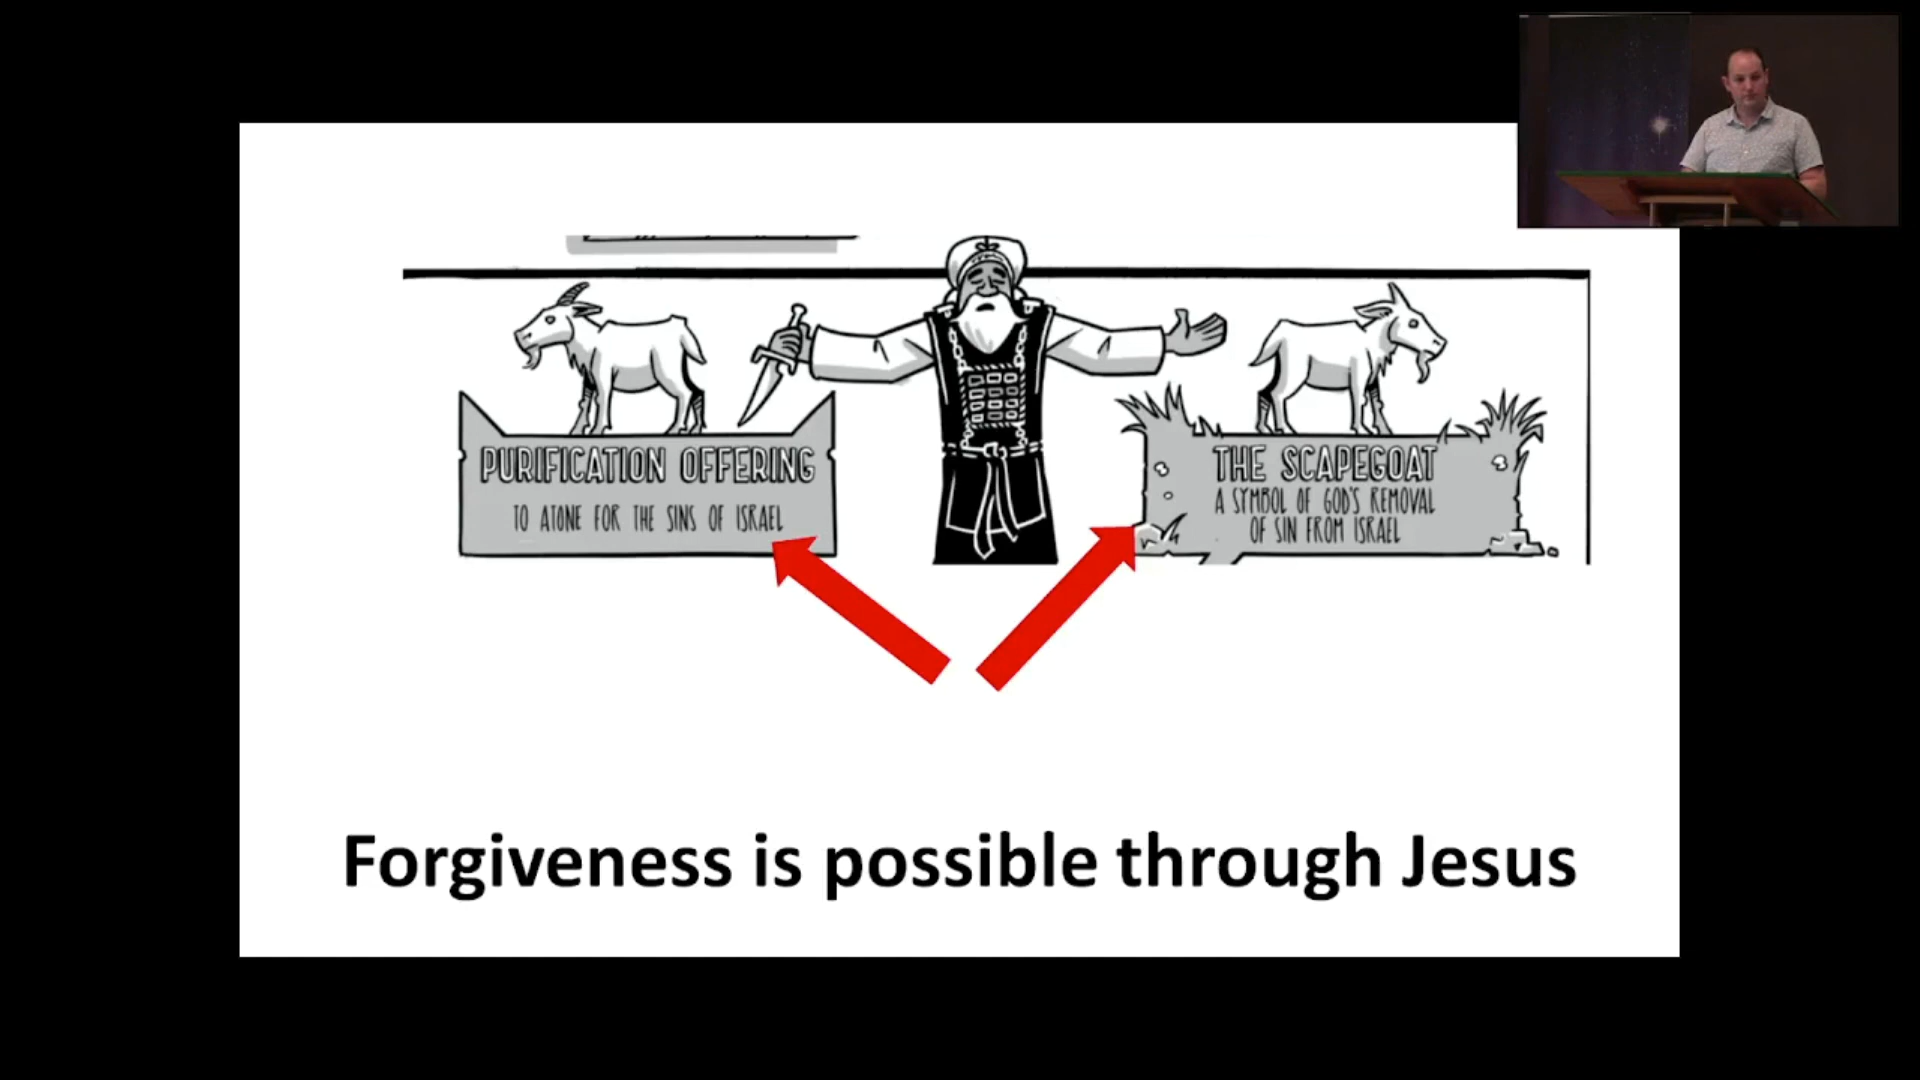 PURIFICATION OFFERING
TO ATONE FOR THE SINS OF ISRAEL
THE SCAPEGOAT
A SYMBOL OF GOD'S REMOVAL
OF SIN FROM ISRAEL
Forgiveness is possible through Jesus